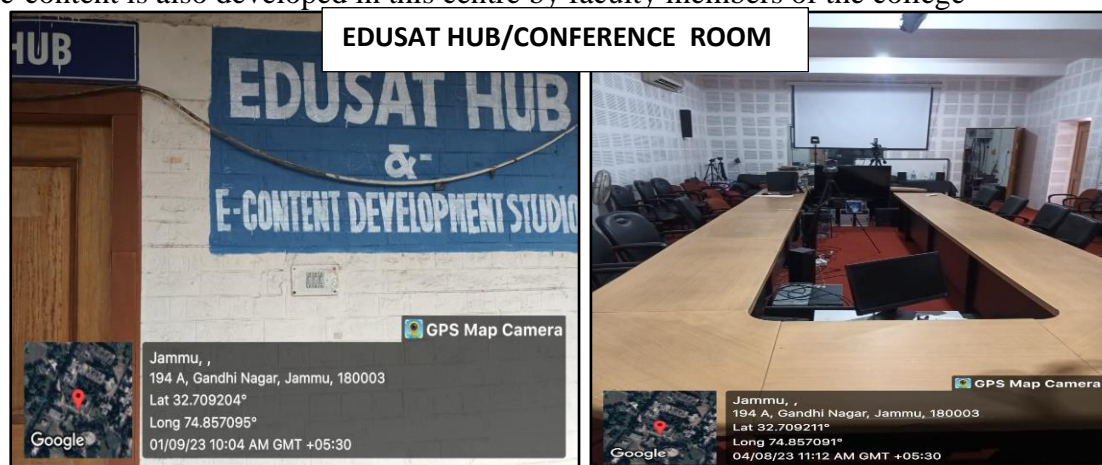 e-content is also developed in this centre by faculty members of the college
EDUSAT HUB/CONFERENCE ROOM
HUB
EDUSAT HUB
&
E-CONTENT DEVELOPMENT STUDIO
GPS Map Camera
Jammu, ,
194 A, Gandhi Nagar, Jammu, 180003
Lat 32.709204°
Long 74.857095°
01/09/23 10:04 AM GMT +05:30
Google
GPS Map Camera
Jammu, ,
194 A, Gandhi Nagar, Jammu, 180003
Lat 32.709211°
Long 74.857091°
04/08/23 11:12 AM GMT +05:30
Google